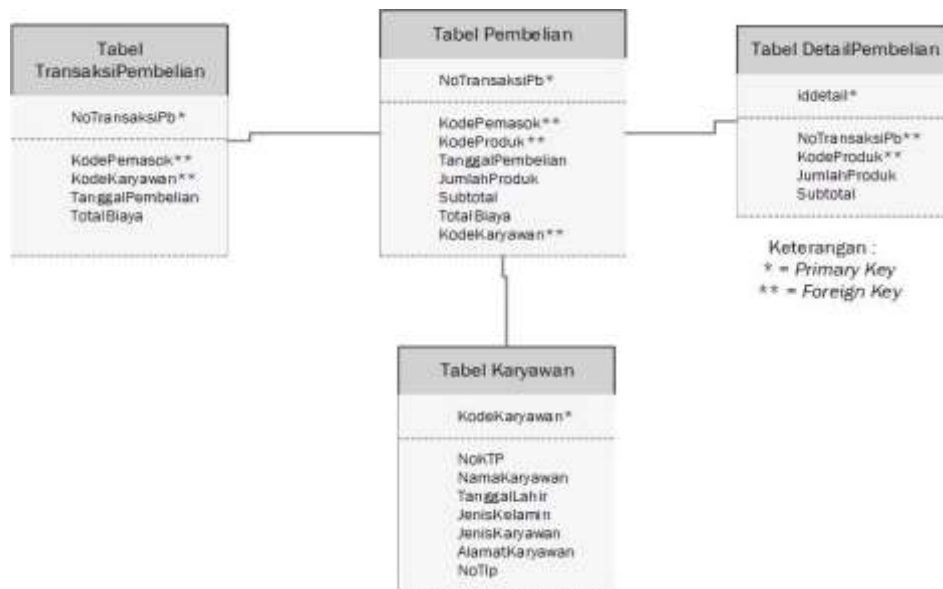 Tabel
TransaksiPembelian
NoTransaksiPb*
KodePemasok**
KodeKaryawan**
TanggalPembelian
TotalBiaya
Tabel Pembelian
NoTransaksiPb*
KodePemasok**
KodeProduk**
TanggalPembelian
JumlahProduk
Subtotal
TotalBiaya
KodeKaryawan**
Tabel DetailPembelian
iddetail*
NoTransaksiPb**
KodeProduk**
JumlahProduk
Subtotal
Keterangan :
* = Primary Key
** = Foreign Key
Tabel Karyawan
KodeKaryawan*
NoKTP
NamaKaryawan
TanggalLahir
JenisKelamin
JenisKaryawan
AlamatKaryawan
NoTlp